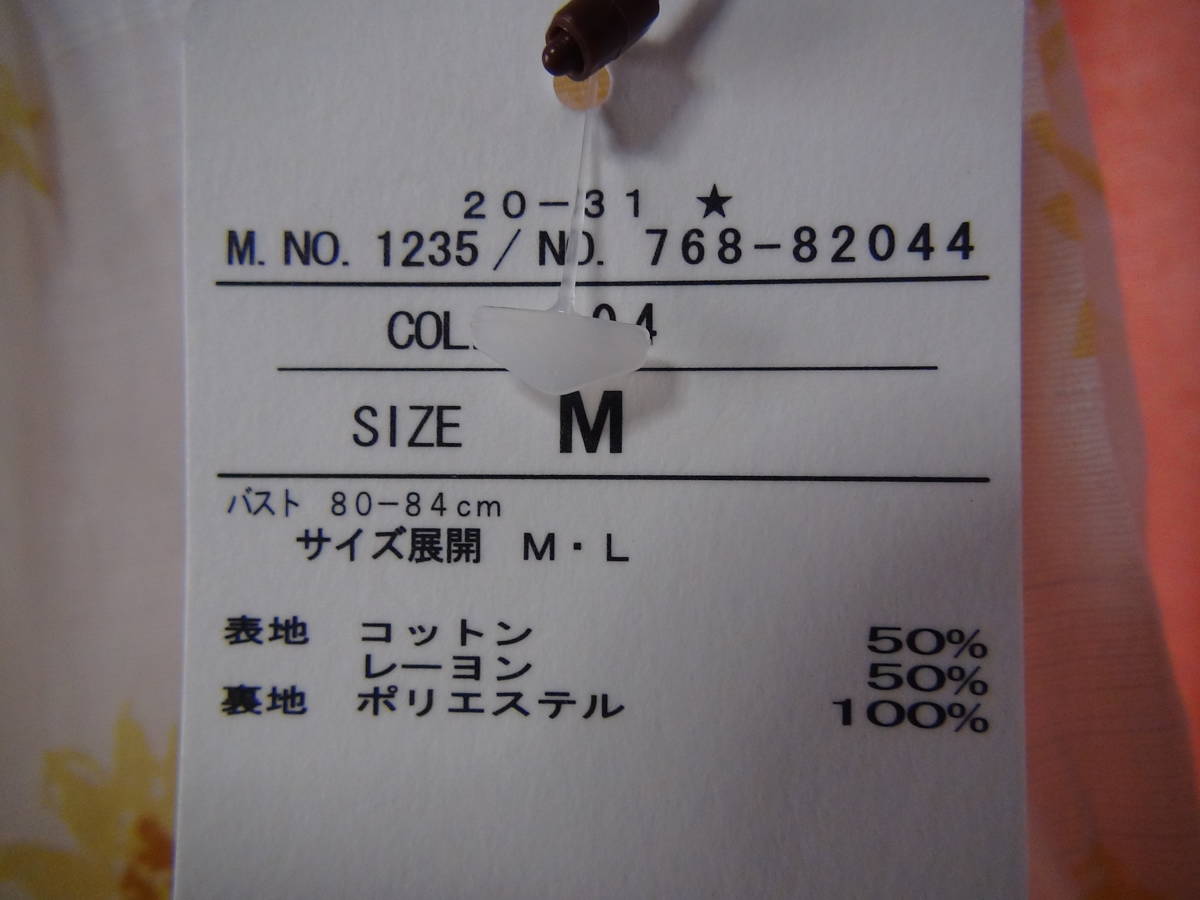 20-31 ★
M. NO. 1235 / NO. 768-82044
COL. 04
SIZE M
バスト 80-84cm
サイズ展開 M・L
表地 コットン 50%
レーヨン 50%
裏地 ポリエステル 100%